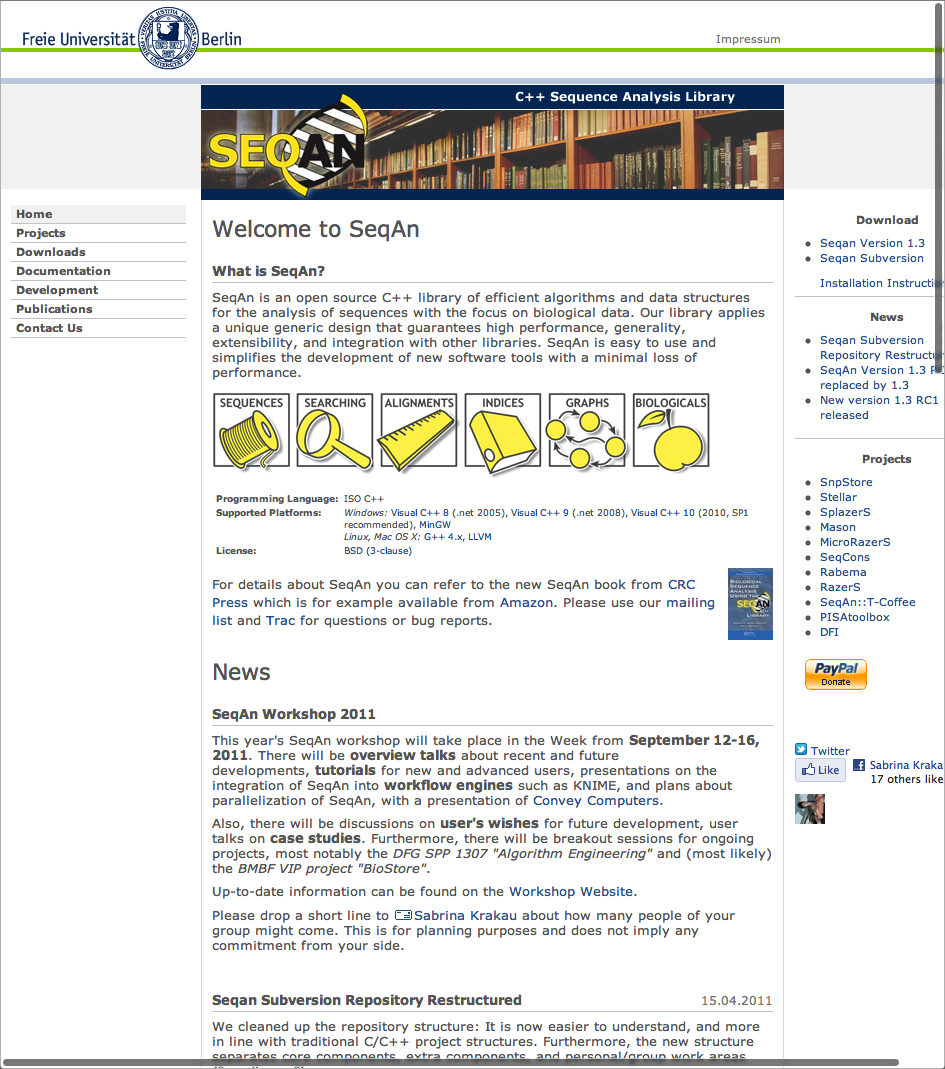 Freie Universität Berlin
Impressum
C++ Sequence Analysis Library
SEQAN
Home
Projects
Downloads
Documentation
Development
Publications
Contact Us
Welcome to SeqAn
What is SeqAn?
SeqAn is an open source C++ library of efficient algorithms and data structures
for the analysis of sequences with the focus on biological data. Our library applies
a unique generic design that guarantees high performance, generality,
extensibility, and integration with other libraries. SeqAn is easy to use and
simplifies the development of new software tools with a minimal loss of
performance.
SEQUENCES SEARCHING ALIGNMENTS INDICES GRAPHS BIOLOGICALS
Programming Language: ISO C++
Supported Platforms: Windows: Visual C++ 8 (.net 2005), Visual C++ 9 (.net 2008), Visual C++ 10 (2010, SP1
recommended), MinGW
Linux, Mac OS X: G++ 4.x, LLVM
License: BSD (3-clause)
For details about SeqAn you can refer to the new SeqAn book from CRC
Press which is for example available from Amazon. Please use our mailing
list and Trac for questions or bug reports.
BIOLOGICAL
SEQUENCE
ANALYSIS
USING THE
SEQAN
C++
LIBRARY
News
SeqAn Workshop 2011
This year's SeqAn workshop will take place in the Week from September 12-16,
2011. There will be overview talks about recent and future
developments, tutorials for new and advanced users, presentations on the
integration of SeqAn into workflow engines such as KNIME, and plans about
parallelization of SeqAn, with a presentation of Convey Computers.
Also, there will be discussions on user's wishes for future development, user
talks on case studies. Furthermore, there will be breakout sessions for ongoing
projects, most notably the DFG SPP 1307 "Algorithm Engineering" and (most likely)
the BMBF VIP project "BioStore".
Up-to-date information can be found on the Workshop Website.
Please drop a short line to Sabrina Krakau about how many people of your
group might come. This is for planning purposes and does not imply any
commitment from your side.
Seqan Subversion Repository Restructured 15.04.2011
We cleaned up the repository structure: It is now easier to understand, and more
in line with traditional C/C++ project structures. Furthermore, the new structure
separates core components, extra components, and personal/group work areas
Download
Seqan Version 1.3
Seqan Subversion
Installation Instructio
News
Seqan Subversion
Repository Restructu
SeqAn Version 1.3 R
replaced by 1.3
New version 1.3 RC1
released
Projects
SnpStore
Stellar
SplazerS
Mason
MicroRazerS
SeqCons
Rabema
RazerS
SeqAn::T-Coffee
PISAtoolbox
DFI
PayPal
Donate
Twitter
Like
Sabrina Kraka
17 others like